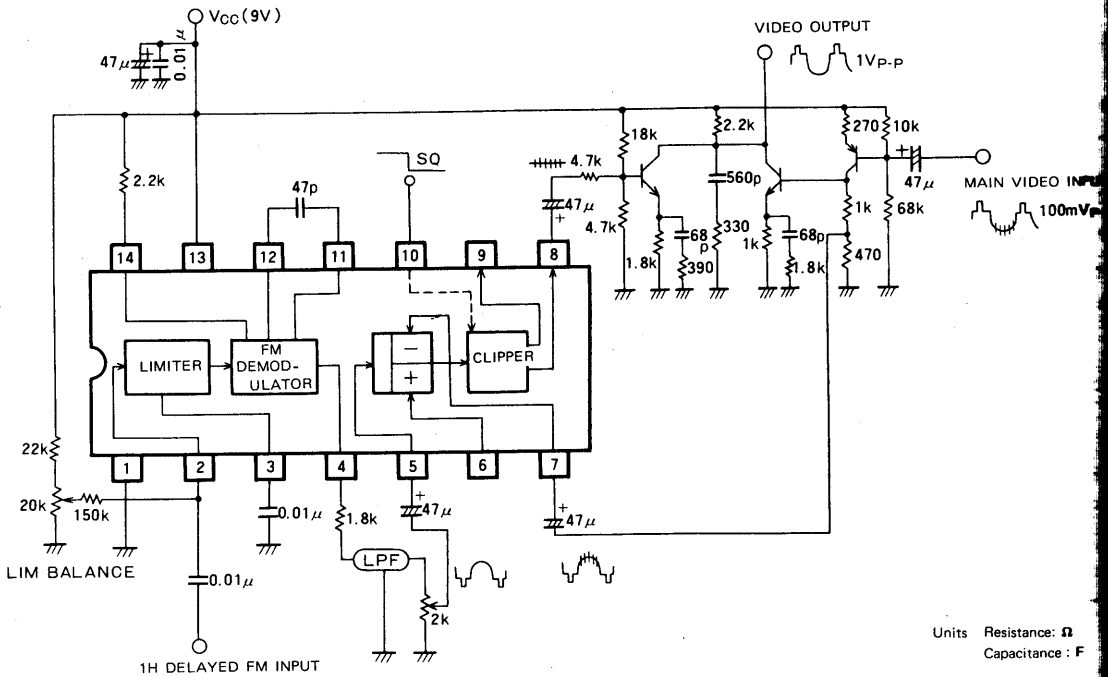 VCC (9V)
VIDEO OUTPUT
47μ
+
0.01μ
1VP-P
2.2k
18k
2.2k
270
10k
SQ
4.7k
+
47μ
47p
560p
47μ
+
MAIN VIDEO
4.7k
1k
68k
100mV
68p
330
1k
68p
470
1.8k
390
1.8k
14
13
12
11
10
9
8
LIMITER
FM
DEMOD-
ULATOR
−
+
CLIPPER
1
2
3
4
5
6
7
22k
20k
150k
0.01μ
1.8k
+
47μ
+
47μ
LPF
LIM BALANCE
0.01μ
2k
1H DELAYED FM INPUT
Units Resistance: Ω
Capacitance : F